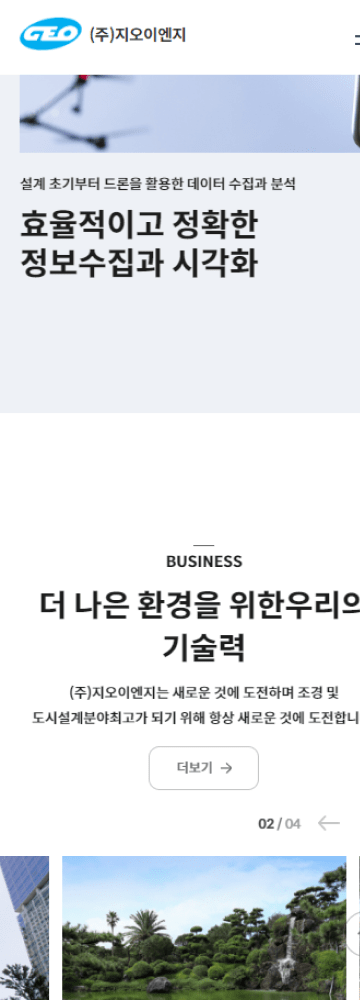 GEO (주)지오이엔지
설계 초기부터 드론을 활용한 데이터 수집과 분석
효율적이고 정확한
정보수집과 시각화
BUSINESS
더 나은 환경을 위한우리의
기술력
(주)지오이엔지는 새로운 것에 도전하며 조경 및
도시설계분야최고가 되기 위해 항상 새로운 것에 도전합니
더보기 →
02 / 04 ←